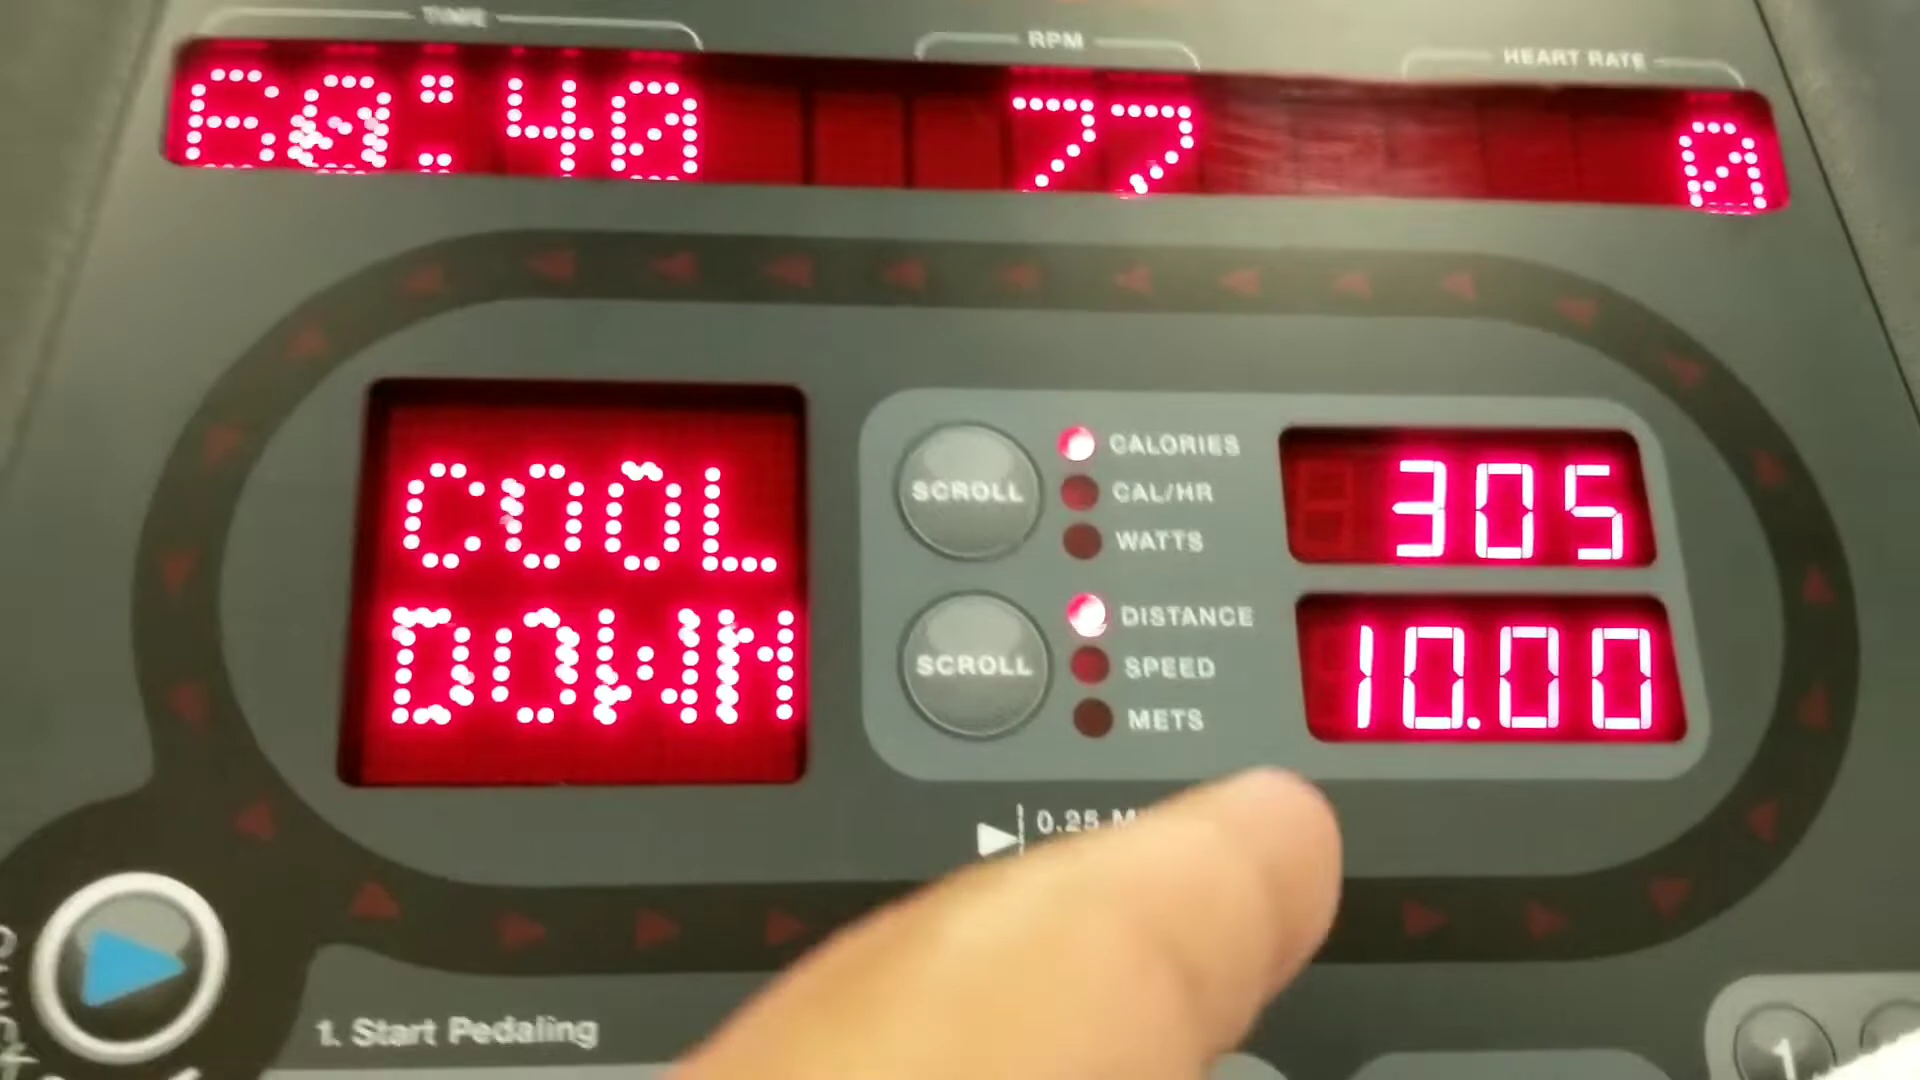 TIME
RPM
HEART RATE
:40
77
0
COOL
DOWN
SCROLL
CALORIES
CAL/HR
WATTS
305
SCROLL
DISTANCE
SPEED
METS
10.00
0.25
1. Start Pedaling
1